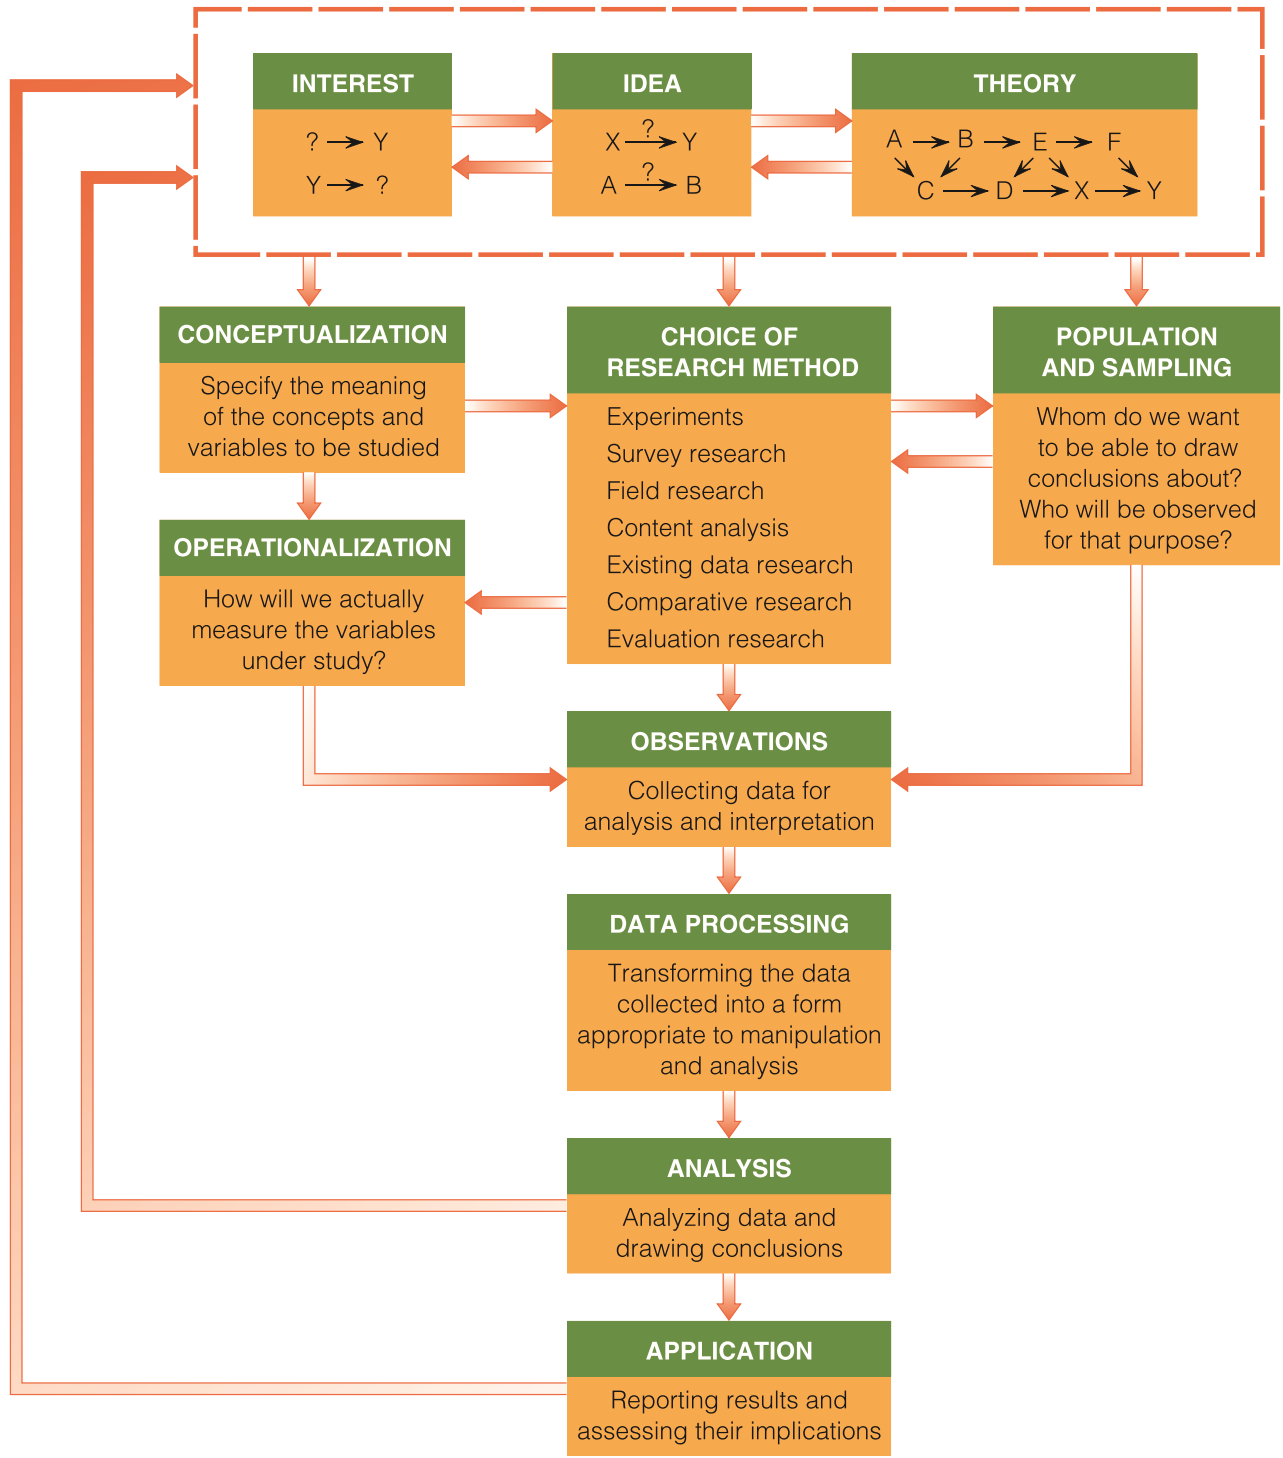 INTEREST
? → Y
Y → ?
IDEA
?
X → Y
?
A → B
THEORY
A → B → E → F
C → D → X → Y
CONCEPTUALIZATION
Specify the meaning
of the concepts and
variables to be studied
CHOICE OF
RESEARCH METHOD
Experiments
Survey research
Field research
Content analysis
Existing data research
Comparative research
Evaluation research
POPULATION
AND SAMPLING
Whom do we want
to be able to draw
conclusions about?
Who will be observed
for that purpose?
OPERATIONALIZATION
How will we actually
measure the variables
under study?
OBSERVATIONS
Collecting data for
analysis and interpretation
DATA PROCESSING
Transforming the data
collected into a form
appropriate to manipulation
and analysis
ANALYSIS
Analyzing data and
drawing conclusions
APPLICATION
Reporting results and
assessing their implications